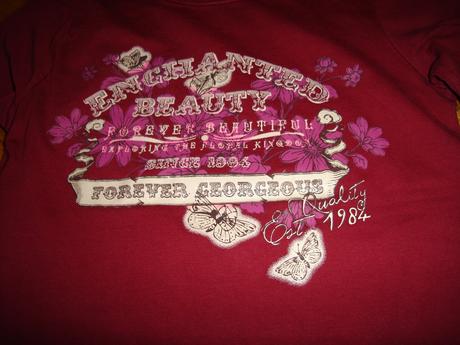 ENCHANTED
BEAUTY
FOREVER BEAUTIFUL
EXPLORING THE FLORAL KINGDOM
SINCE 1984
FOREVER GEORGEOUS
Quality
Est. 1984